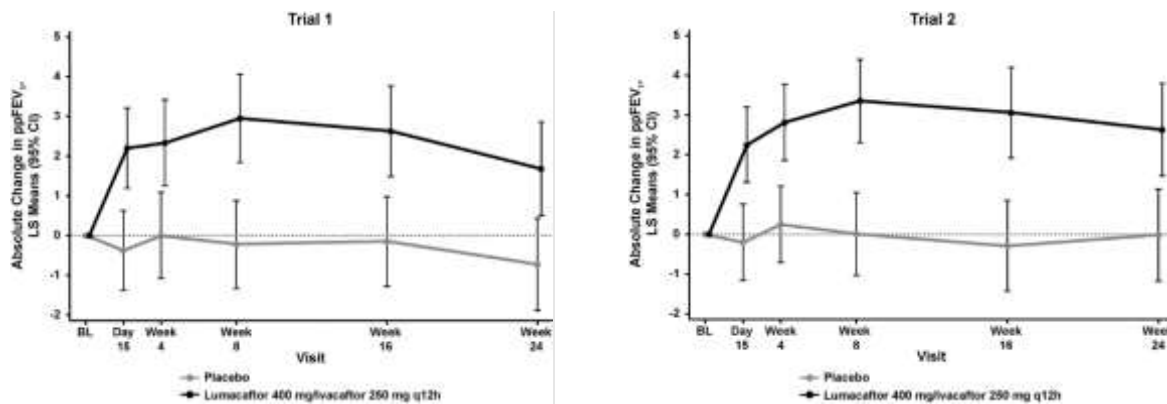 Trial 1
Absolute Change in ppFEV₁,
LS Means (95% CI)
5
4
3
2
1
0
-1
-2
BL
Day
15
Week
4
Week
8
Week
16
Week
24
Visit
Placebo
Lumacaftor 400 mg/Ivacaftor 250 mg q12h
Trial 2
Absolute Change in ppFEV₁,
LS Means (95% CI)
5
4
3
2
1
0
-1
-2
BL
Day
15
Week
4
Week
8
Week
16
Week
24
Visit
Placebo
Lumacaftor 400 mg/Ivacaftor 250 mg q12h